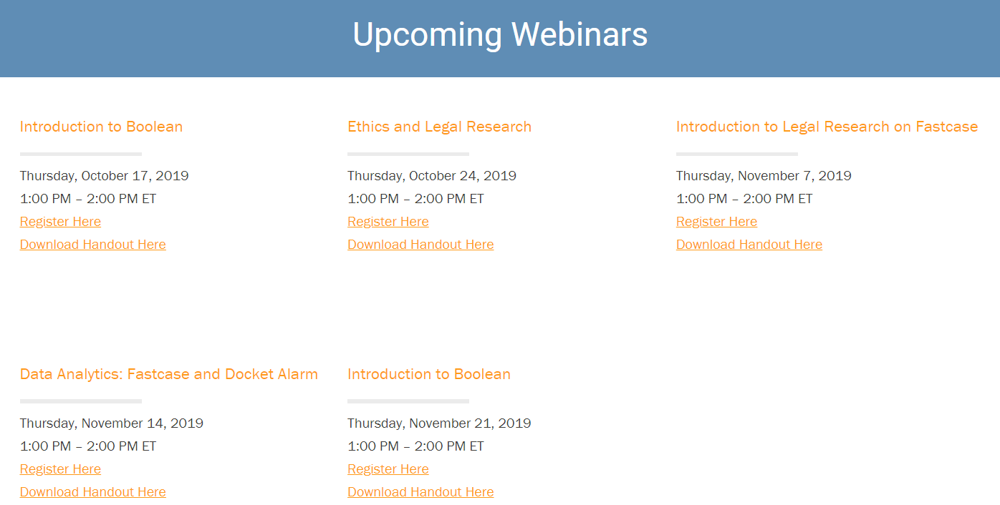 Upcoming Webinars
Introduction to Boolean
Thursday, October 17, 2019
1:00 PM – 2:00 PM ET
Register Here
Download Handout Here
Ethics and Legal Research
Thursday, October 24, 2019
1:00 PM – 2:00 PM ET
Register Here
Download Handout Here
Introduction to Legal Research on Fastcase
Thursday, November 7, 2019
1:00 PM – 2:00 PM ET
Register Here
Download Handout Here
Data Analytics: Fastcase and Docket Alarm
Thursday, November 14, 2019
1:00 PM – 2:00 PM ET
Register Here
Download Handout Here
Introduction to Boolean
Thursday, November 21, 2019
1:00 PM – 2:00 PM ET
Register Here
Download Handout Here